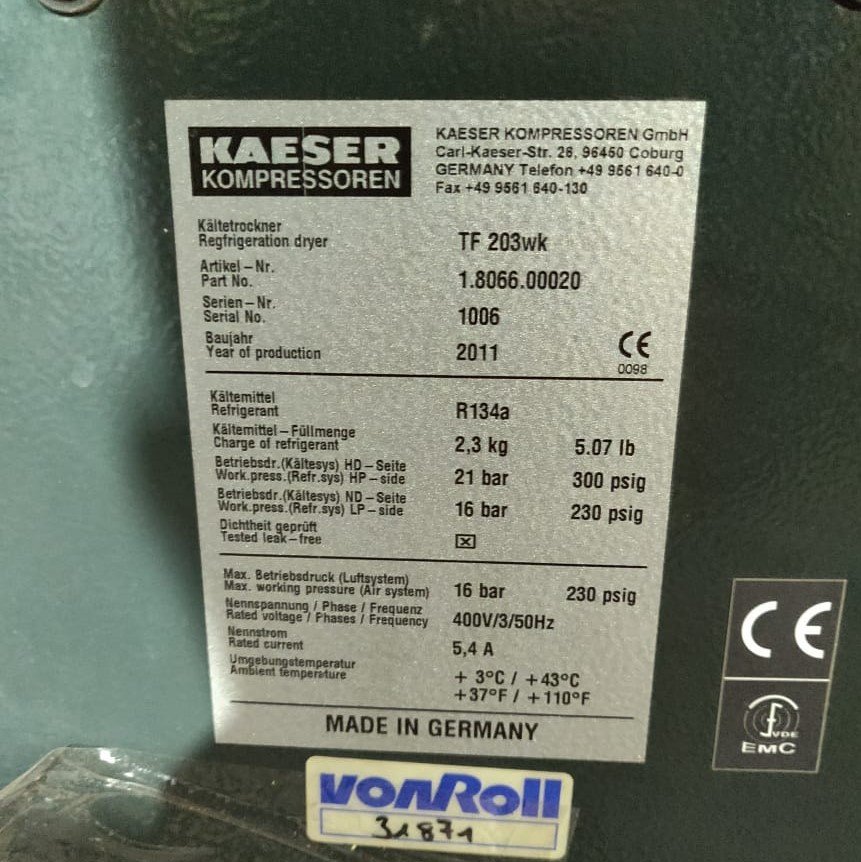 KAESER
KOMPRESSOREN
KAESER KOMPRESSOREN GmbH
Carl-Kaeser-Str. 26, 96450 Coburg
GERMANY Telefon +49 9561 640-0
Fax +49 9561 640-130
Kältetrockner
Regfrigeration dryer TF 203wk
Artikel – Nr.
Part No. 1.8066.00020
Serien – Nr.
Serial No. 1006
Baujahr
Year of production 2011
CE
0098
Kältemittel
Refrigerant R134a
Kältemittel – Füllmenge
Charge of refrigerant 2,3 kg 5.07 lb
Betriebsdr.(Kältesys) HD – Seite
Work.press.(Refr.sys) HP – side 21 bar 300 psig
Betriebsdr.(Kältesys) ND – Seite
Work.press.(Refr.sys) LP – side 16 bar 230 psig
Dichtheit geprüft
Tested leak – free ☒
Max. Betriebsdruck (Luftsystem)
Max. working pressure (Air system) 16 bar 230 psig
Nennspannung / Phase / Frequenz
Rated voltage / Phases / Frequency 400V/3/50Hz
Nennstrom
Rated current 5,4 A
Umgebungstemperatur
Ambient temperature + 3°C / +43°C
+37°F / +110°F
MADE IN GERMANY
CE
VDE
EMC
vonRoll
31871